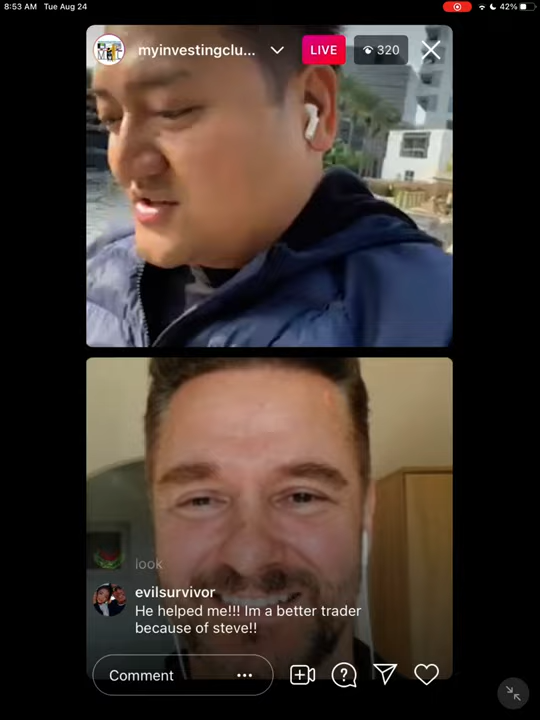 8:53 AM Tue Aug 24
42%
myinvestingclu...
LIVE
320
look
evilsurvivor
He helped me!!! Im a better trader
because of steve!!
Comment